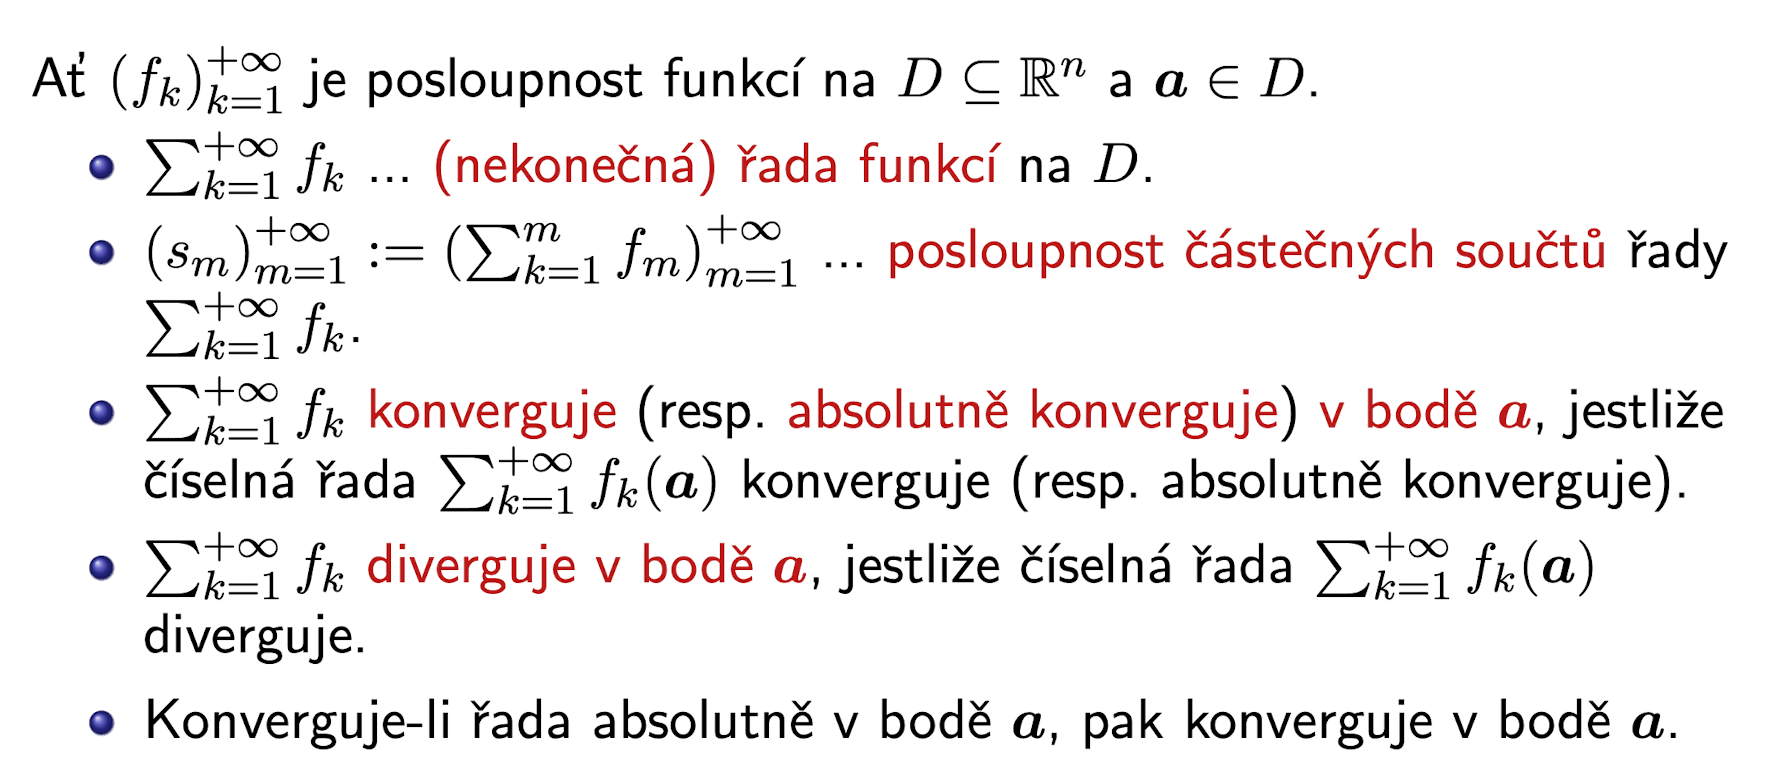 Ať $(f_k)_{k=1}^{+\infty}$ je posloupnost funkcí na $D \subseteq \mathbb{R}^n$ a $\boldsymbol{a} \in D$.
• $\sum_{k=1}^{+\infty} f_k$ ... (nekonečná) řada funkcí na $D$.
• $(s_m)_{m=1}^{+\infty} := (\sum_{k=1}^{m} f_m)_{m=1}^{+\infty}$ ... posloupnost částečných součtů řady
$\sum_{k=1}^{+\infty} f_k$.
• $\sum_{k=1}^{+\infty} f_k$ konverguje (resp. absolutně konverguje) v bodě $\boldsymbol{a}$, jestliže
číselná řada $\sum_{k=1}^{+\infty} f_k(\boldsymbol{a})$ konverguje (resp. absolutně konverguje).
• $\sum_{k=1}^{+\infty} f_k$ diverguje v bodě $\boldsymbol{a}$, jestliže číselná řada $\sum_{k=1}^{+\infty} f_k(\boldsymbol{a})$
diverguje.
• Konverguje-li řada absolutně v bodě $\boldsymbol{a}$, pak konverguje v bodě $\boldsymbol{a}$.